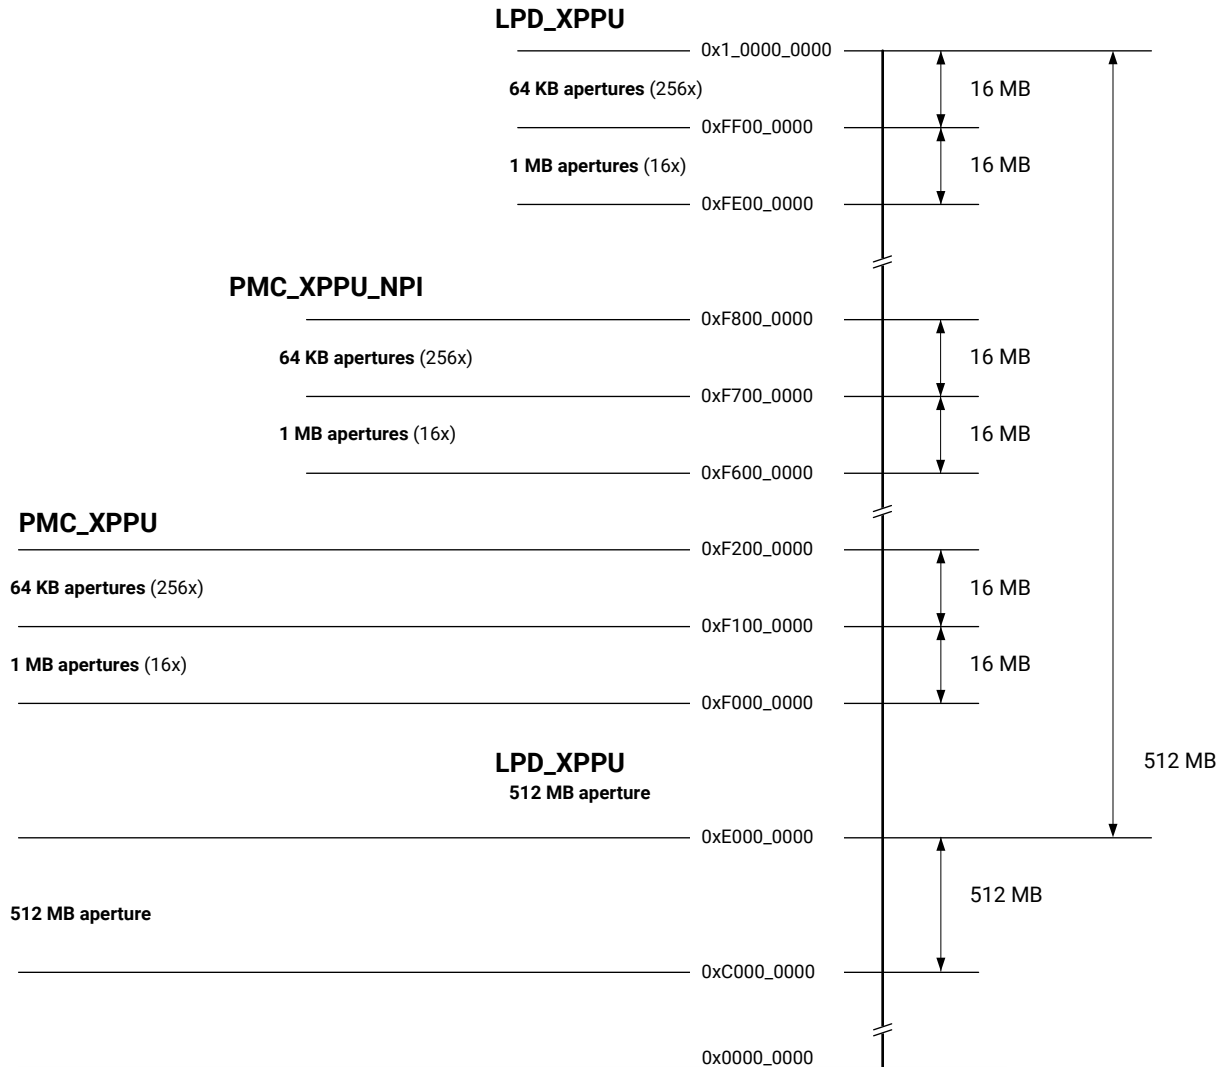 LPD_XPPU
0x1_0000_0000
64 KB apertures (256x)
16 MB
0xFF00_0000
1 MB apertures (16x)
16 MB
0xFE00_0000
PMC_XPPU_NPI
0xF800_0000
64 KB apertures (256x)
16 MB
0xF700_0000
1 MB apertures (16x)
16 MB
0xF600_0000
PMC_XPPU
0xF200_0000
64 KB apertures (256x)
16 MB
0xF100_0000
1 MB apertures (16x)
16 MB
0xF000_0000
LPD_XPPU
512 MB
512 MB aperture
0xE000_0000
512 MB
512 MB aperture
0xC000_0000
0x0000_0000